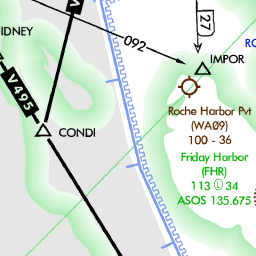 IDNEY
V
092
27
IMPOR
RO
V495
CONDI
Roche Harbor Pvt
(WA09)
100 - 36
Friday Harbor
(FHR)
113 34
ASOS 135.675